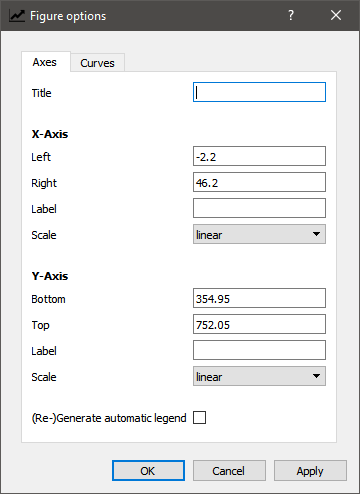 Figure options
Axes Curves
Title
X-Axis
Left -2.2
Right 46.2
Label
Scale linear
Y-Axis
Bottom 354.95
Top 752.05
Label
Scale linear
(Re-)Generate automatic legend
OK Cancel Apply